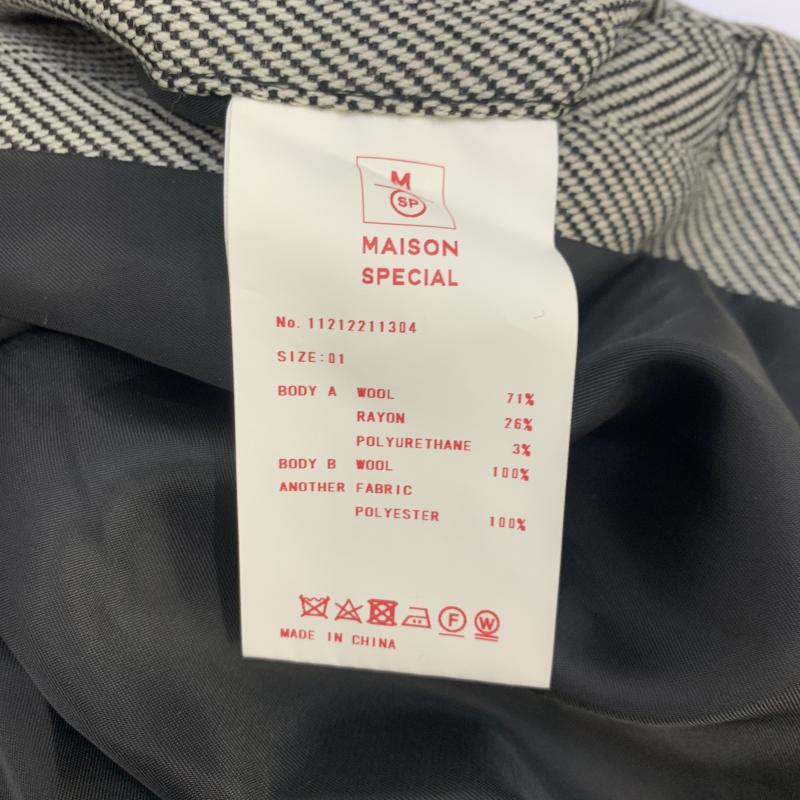 M
SP
MAISON
SPECIAL
No. 11212211304
SIZE:01
BODY A WOOL 71%
RAYON 26%
POLYURETHANE 3%
BODY B WOOL 100%
ANOTHER FABRIC
POLYESTER 100%
F W
MADE IN CHINA